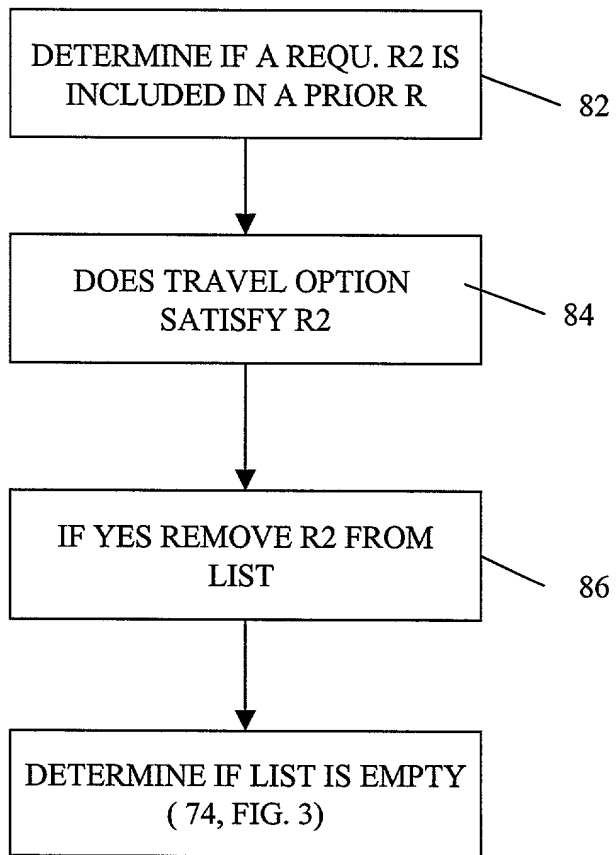 DETERMINE IF A REQU. R2 IS
INCLUDED IN A PRIOR R
82
DOES TRAVEL OPTION
SATISFY R2
84
IF YES REMOVE R2 FROM
LIST
86
DETERMINE IF LIST IS EMPTY
( 74, FIG. 3)